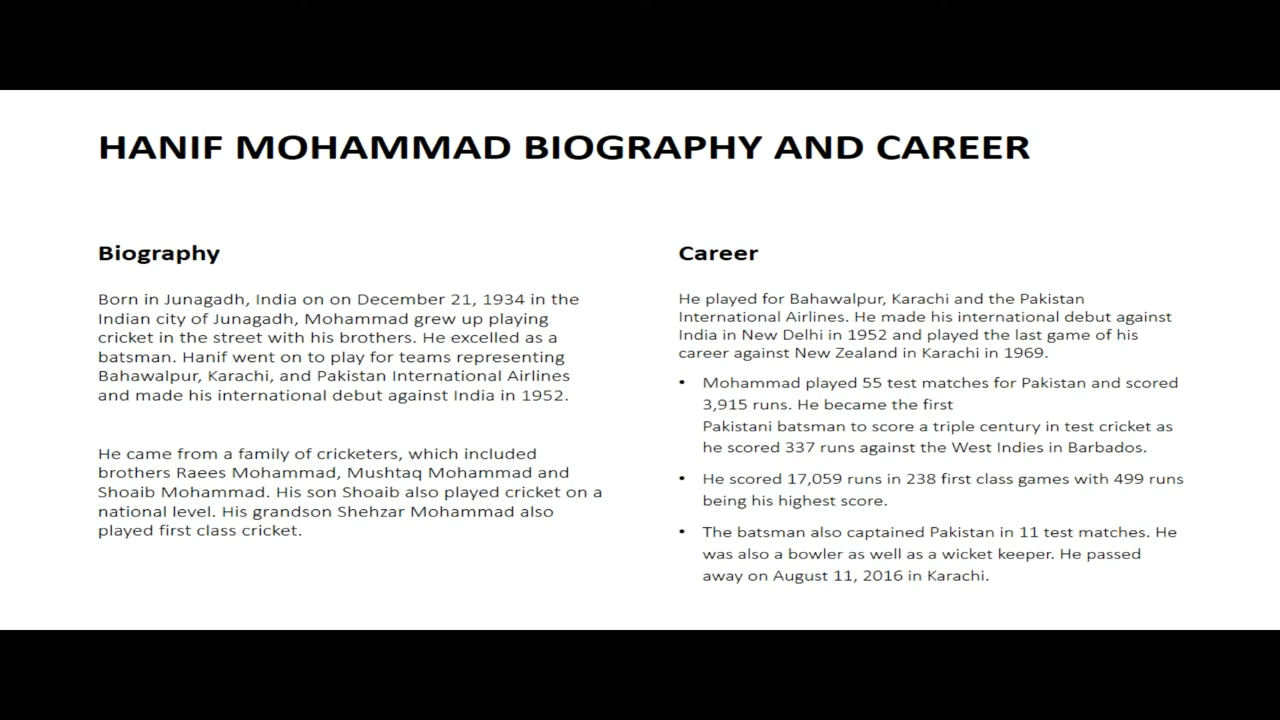 HANIF MOHAMMAD BIOGRAPHY AND CAREER
Biography
Born in Junagadh, India on on December 21, 1934 in the
Indian city of Junagadh, Mohammad grew up playing
cricket in the street with his brothers. He excelled as a
batsman. Hanif went on to play for teams representing
Bahawalpur, Karachi, and Pakistan International Airlines
and made his international debut against India in 1952.
He came from a family of cricketers, which included
brothers Raees Mohammad, Mushtaq Mohammad and
Shoaib Mohammad. His son Shoaib also played cricket on a
national level. His grandson Shehzar Mohammad also
played first class cricket.
Career
He played for Bahawalpur, Karachi and the Pakistan
International Airlines. He made his international debut against
India in New Delhi in 1952 and played the last game of his
career against New Zealand in Karachi in 1969.
• Mohammad played 55 test matches for Pakistan and scored
3,915 runs. He became the first
Pakistani batsman to score a triple century in test cricket as
he scored 337 runs against the West Indies in Barbados.
• He scored 17,059 runs in 238 first class games with 499 runs
being his highest score.
• The batsman also captained Pakistan in 11 test matches. He
was also a bowler as well as a wicket keeper. He passed
away on August 11, 2016 in Karachi.